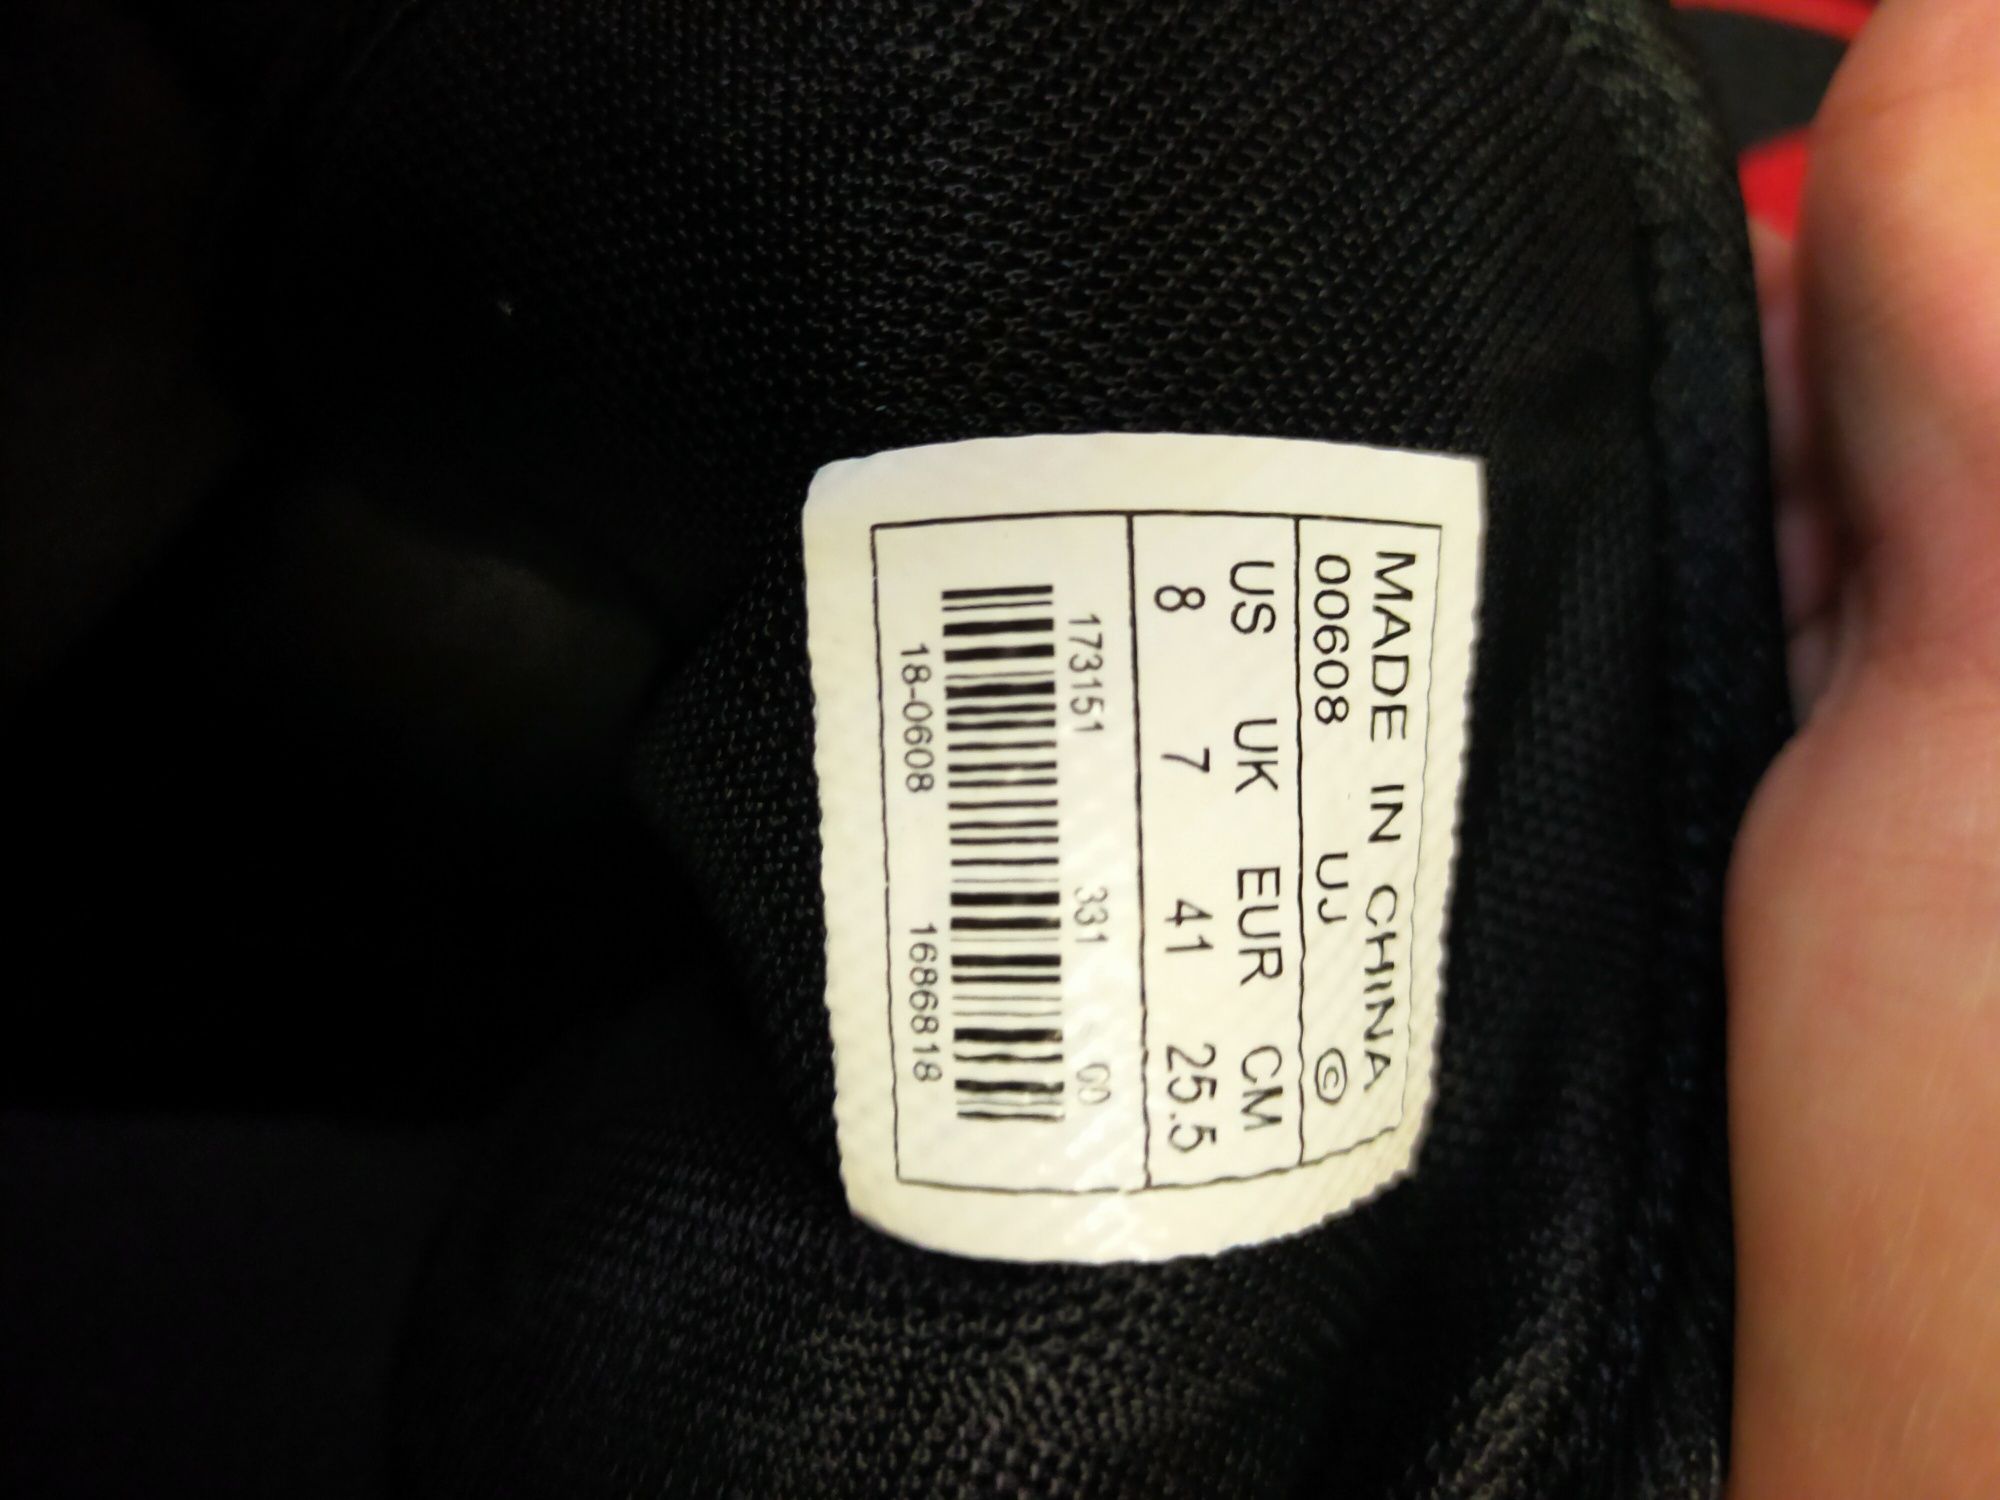 MADE IN CHINA
00608 UJ ©
US UK EUR CM
8 7 41 25.5
173151 331 00
18-0608 1686818